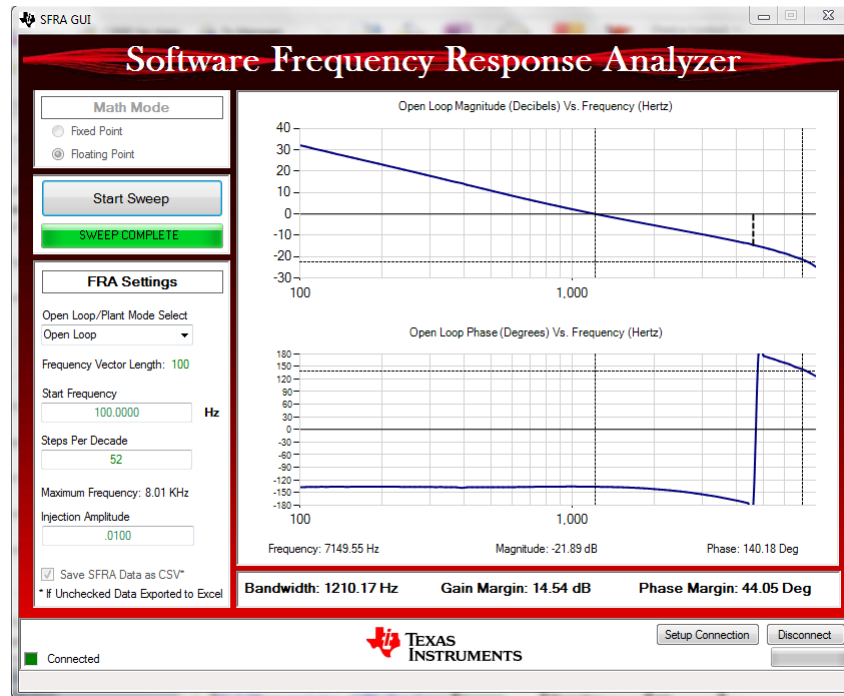 SFRA GUI
Software Frequency Response Analyzer
Math Mode
Fixed Point
Floating Point
Start Sweep
SWEEP COMPLETE
FRA Settings
Open Loop/Plant Mode Select
Open Loop
Frequency Vector Length: 100
Start Frequency
100.0000 Hz
Steps Per Decade
52
Maximum Frequency: 8.01 KHz
Injection Amplitude
.0100
Save SFRA Data as CSV*
* If Unchecked Data Exported to Excel
Open Loop Magnitude (Decibels) Vs. Frequency (Hertz)
40
30
20
10
0
-10
-20
-30
100 1,000
Open Loop Phase (Degrees) Vs. Frequency (Hertz)
180
150
120
90
60
30
0
-30
-60
-90
-120
-150
-180
100 1,000
Frequency: 7149.55 Hz Magnitude: -21.89 dB Phase: 140.18 Deg
Bandwidth: 1210.17 Hz Gain Margin: 14.54 dB Phase Margin: 44.05 Deg
Connected
TEXAS
INSTRUMENTS
Setup Connection Disconnect